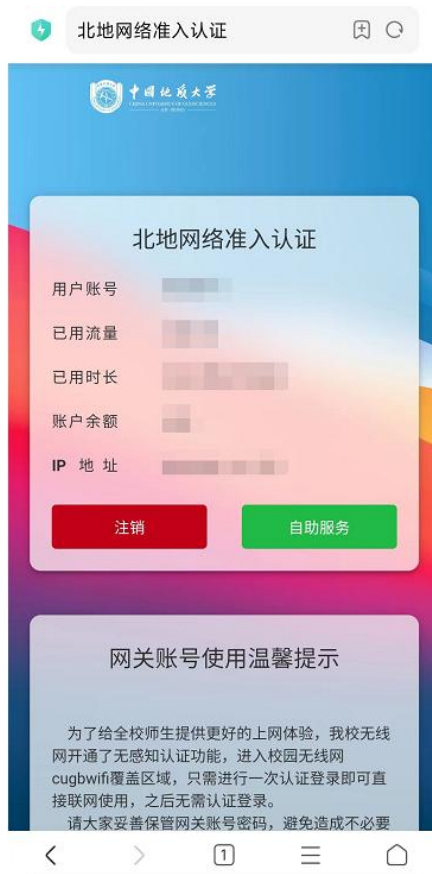 北地网络准入认证
中国地质大学
北地网络准入认证
用户账号
已用流量
已用时长
账户余额
IP 地 址
注销
自助服务
网关账号使用温馨提示
为了给全校师生提供更好的上网体验，我校无线
网开通了无感知认证功能，进入校园无线网
cugbwifi覆盖区域，只需进行一次认证登录即可直
接联网使用，之后无需认证登录。
请大家妥善保管网关账号密码，避免造成不必要
1